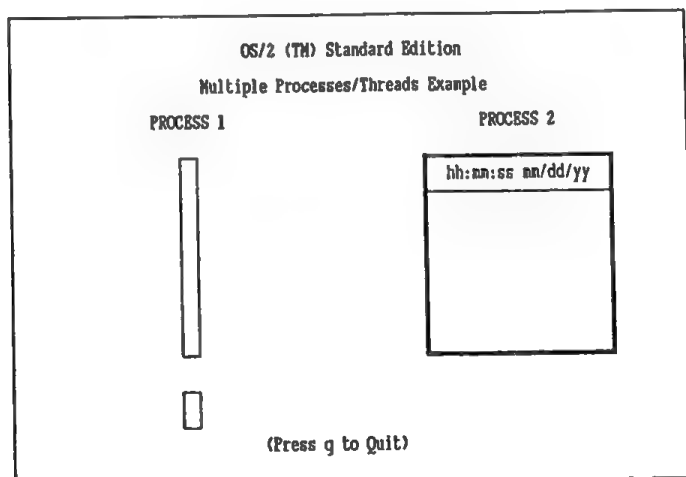 OS/2 (TM) Standard Edition
Multiple Processes/Threads Example
PROCESS 1 PROCESS 2
hh:mm:ss mm/dd/yy
(Press q to Quit)